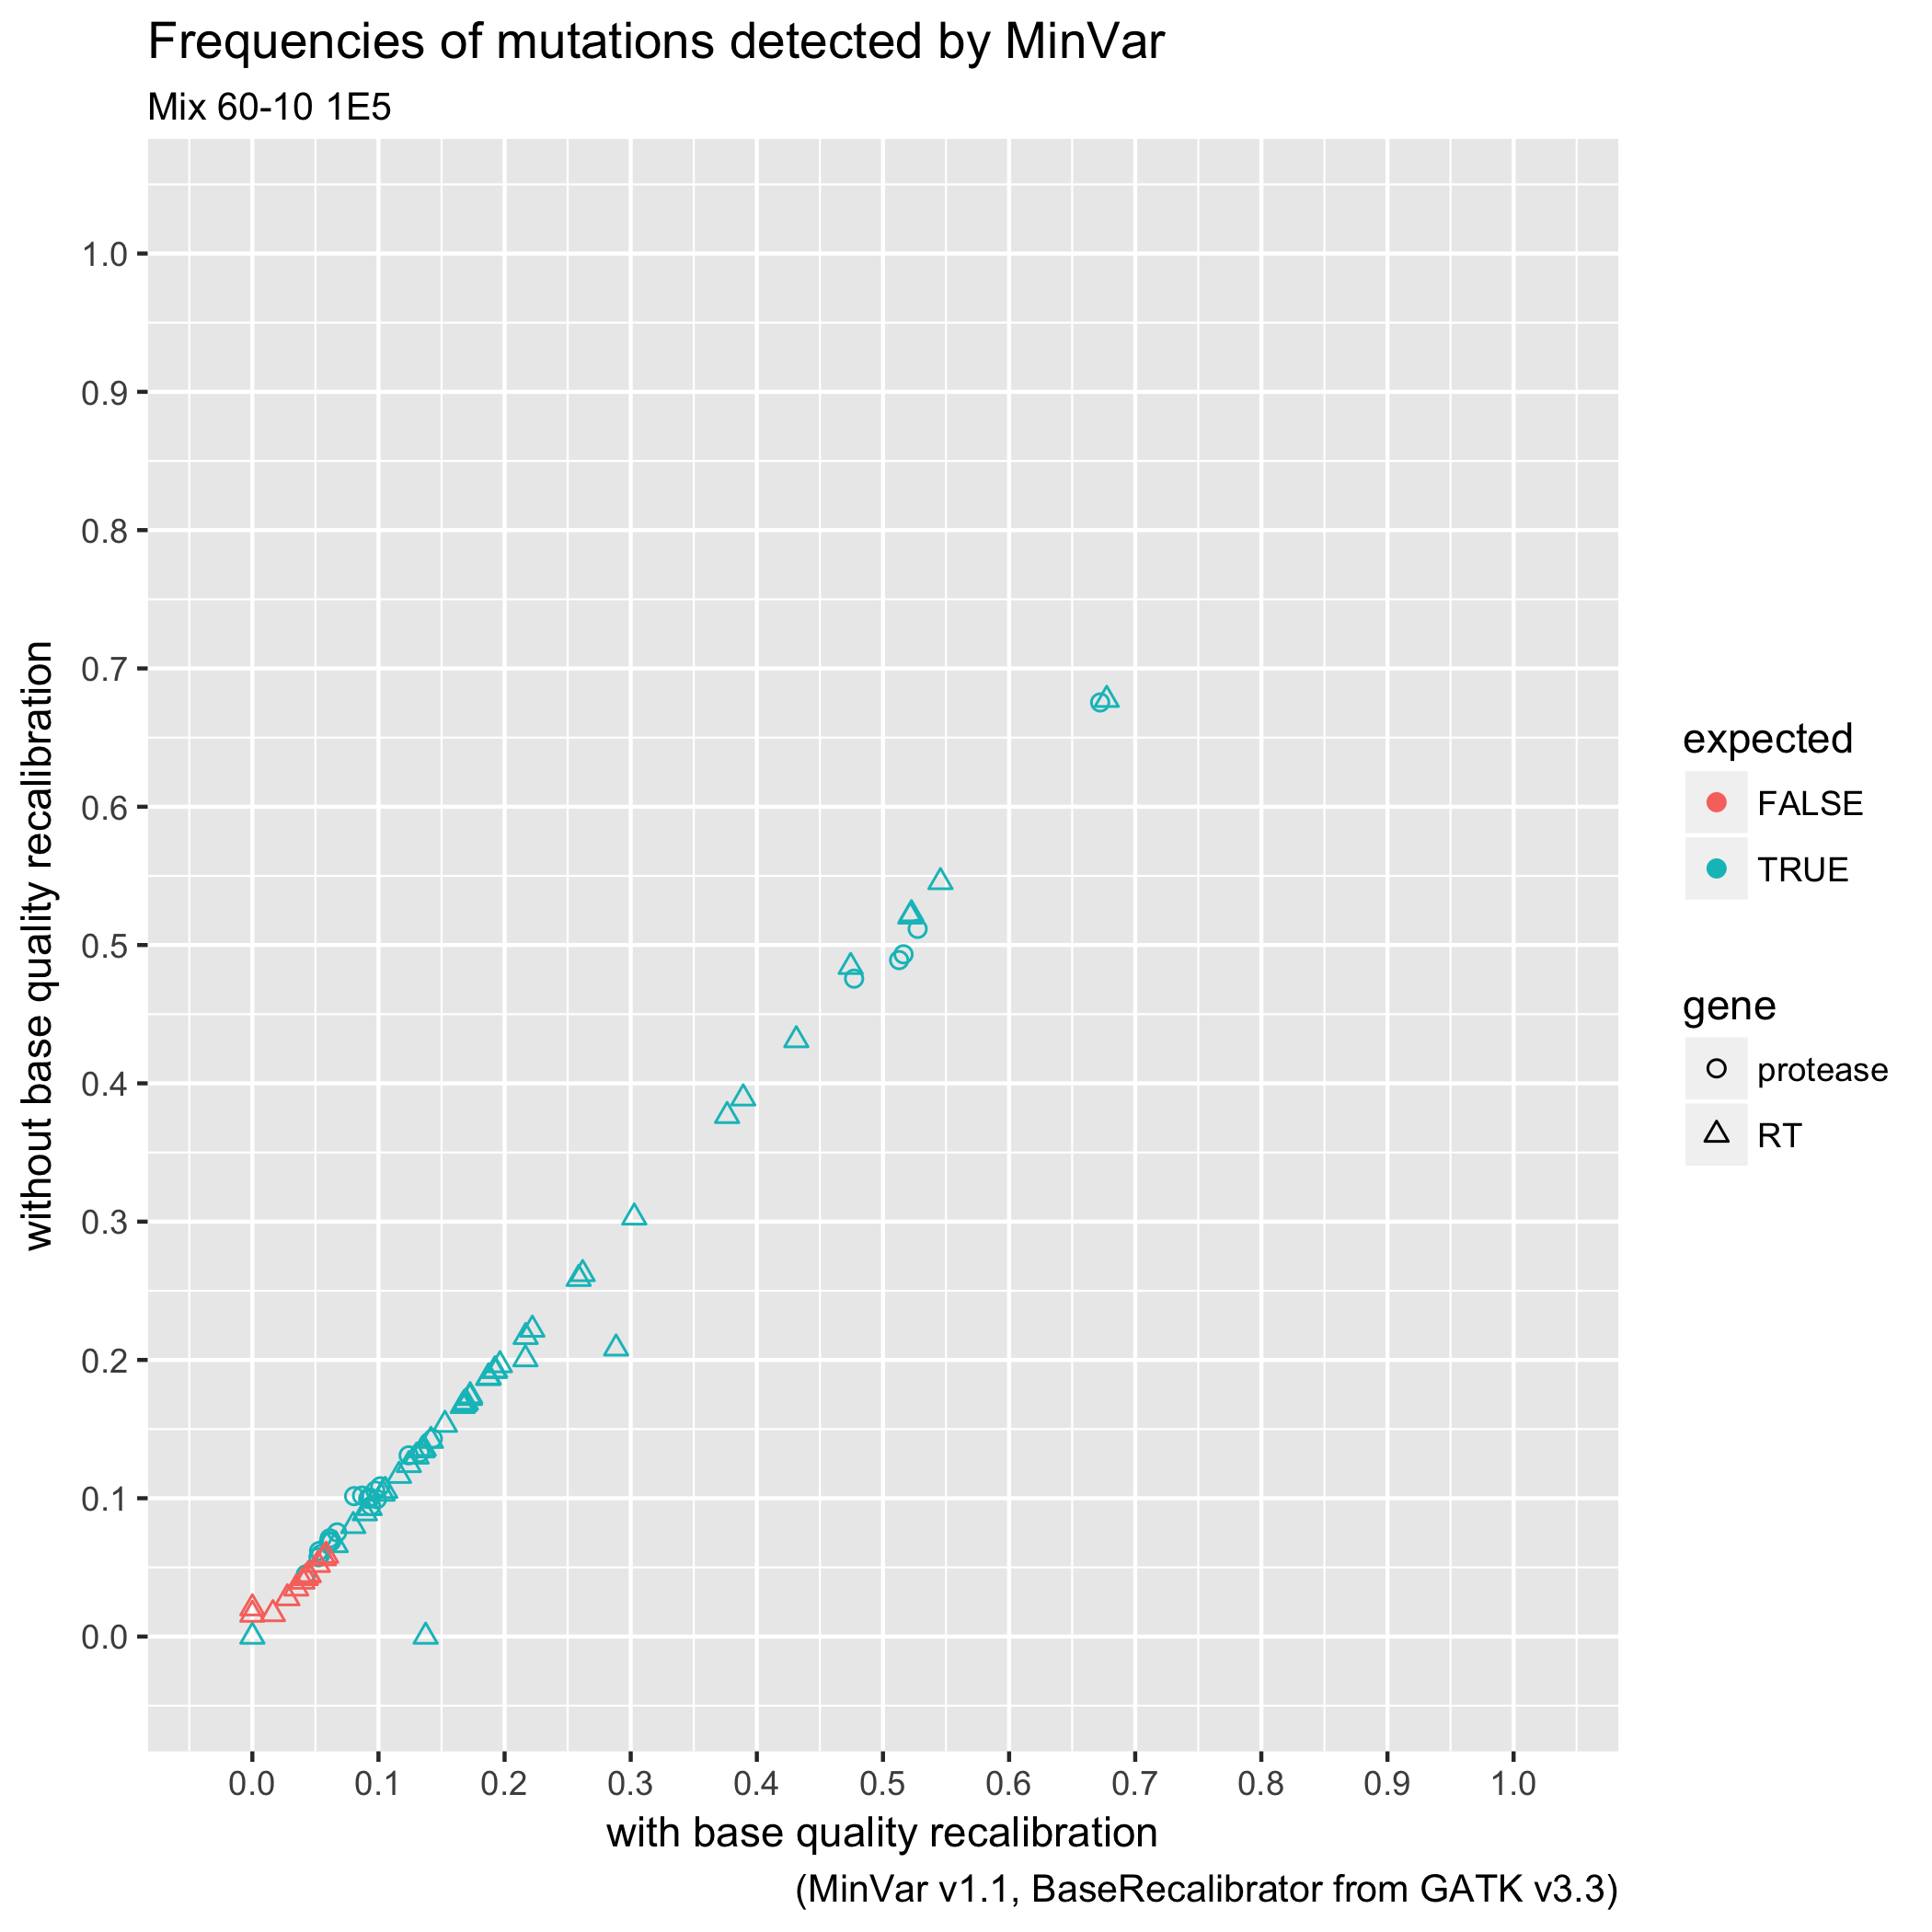 Frequencies of mutations detected by MinVar
Mix 60-10 1E5
without base quality recalibration
1.0
0.9
0.8
0.7
0.6
0.5
0.4
0.3
0.2
0.1
0.0
0.0 0.1 0.2 0.3 0.4 0.5 0.6 0.7 0.8 0.9 1.0
with base quality recalibration
(MinVar v1.1, BaseRecalibrator from GATK v3.3)
expected
FALSE
TRUE
gene
protease
RT